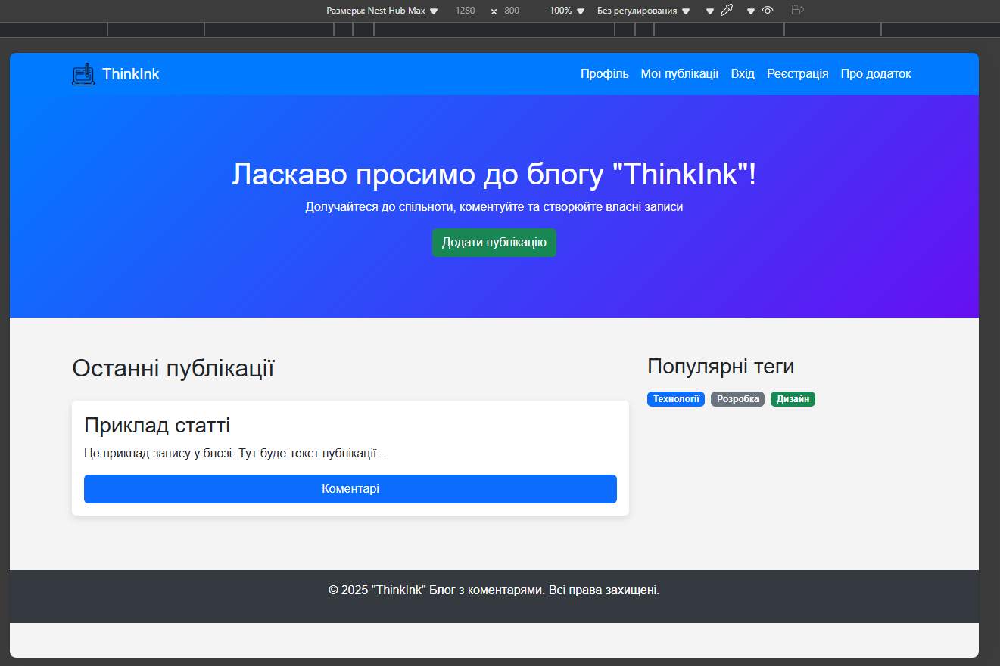 Размеры: Nest Hub Max 1280 × 800 100% Без регулирования
ThinkInk Профіль Мої публікації Вхід Реєстрація Про додаток
Ласкаво просимо до блогу "ThinkInk"!
Долучайтеся до спільноти, коментуйте та створюйте власні записи
Додати публікацію
Останні публікації
Приклад статті
Це приклад запису у блозі. Тут буде текст публікації...
Коментарі
Популярні теги
Технології Розробка Дизайн
© 2025 "ThinkInk" Блог з коментарями. Всі права захищені.